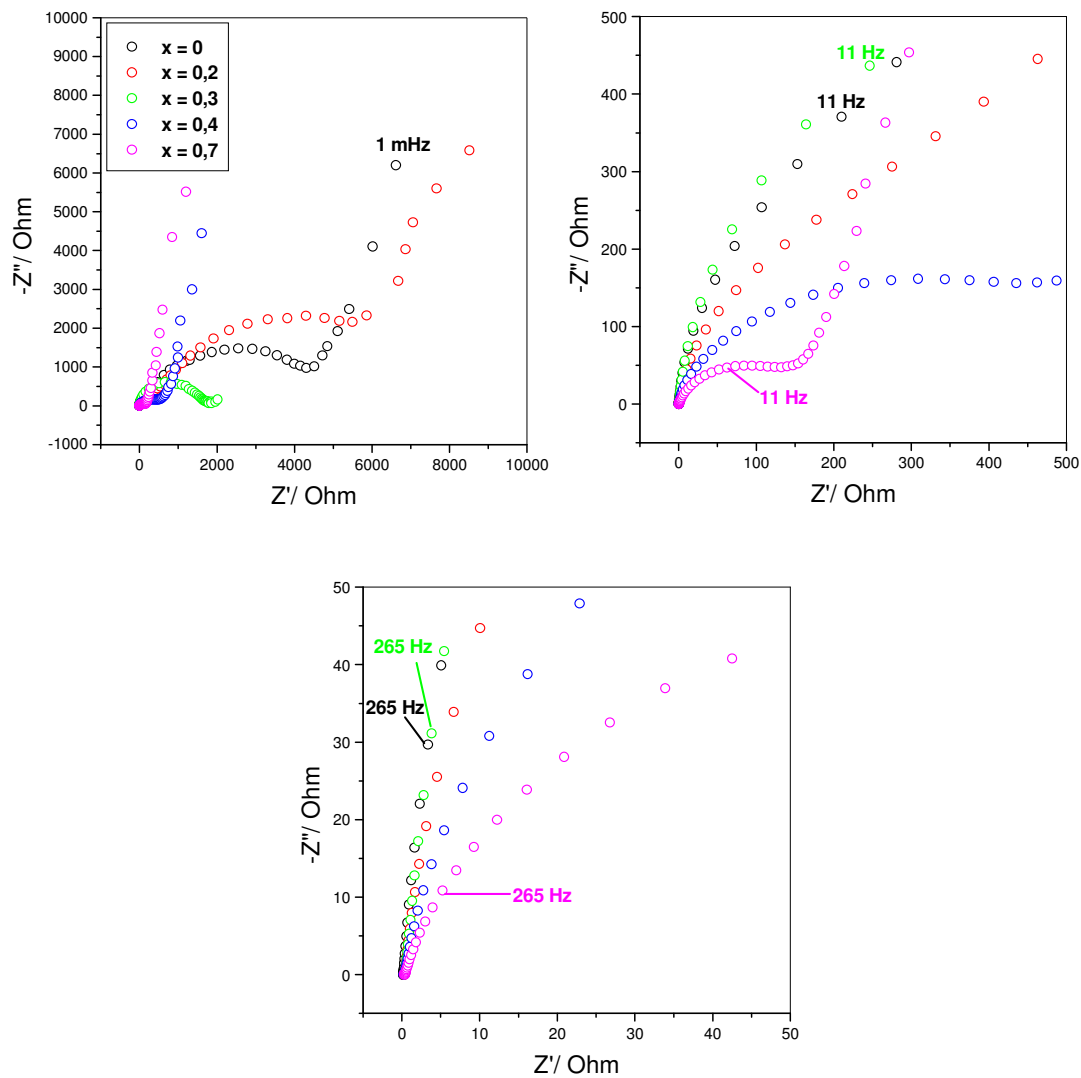 10000
9000
8000
7000
6000
5000
4000
3000
2000
1000
0
-1000
-Z''/ Ohm
x = 0
x = 0,2
x = 0,3
x = 0,4
x = 0,7
1 mHz
0 2000 4000 6000 8000 10000
Z'/ Ohm
500
400
300
200
100
0
-Z''/ Ohm
11 Hz
11 Hz
11 Hz
0 100 200 300 400 500
Z'/ Ohm
50
40
30
20
10
0
-Z''/ Ohm
265 Hz
265 Hz
265 Hz
0 10 20 30 40 50
Z'/ Ohm